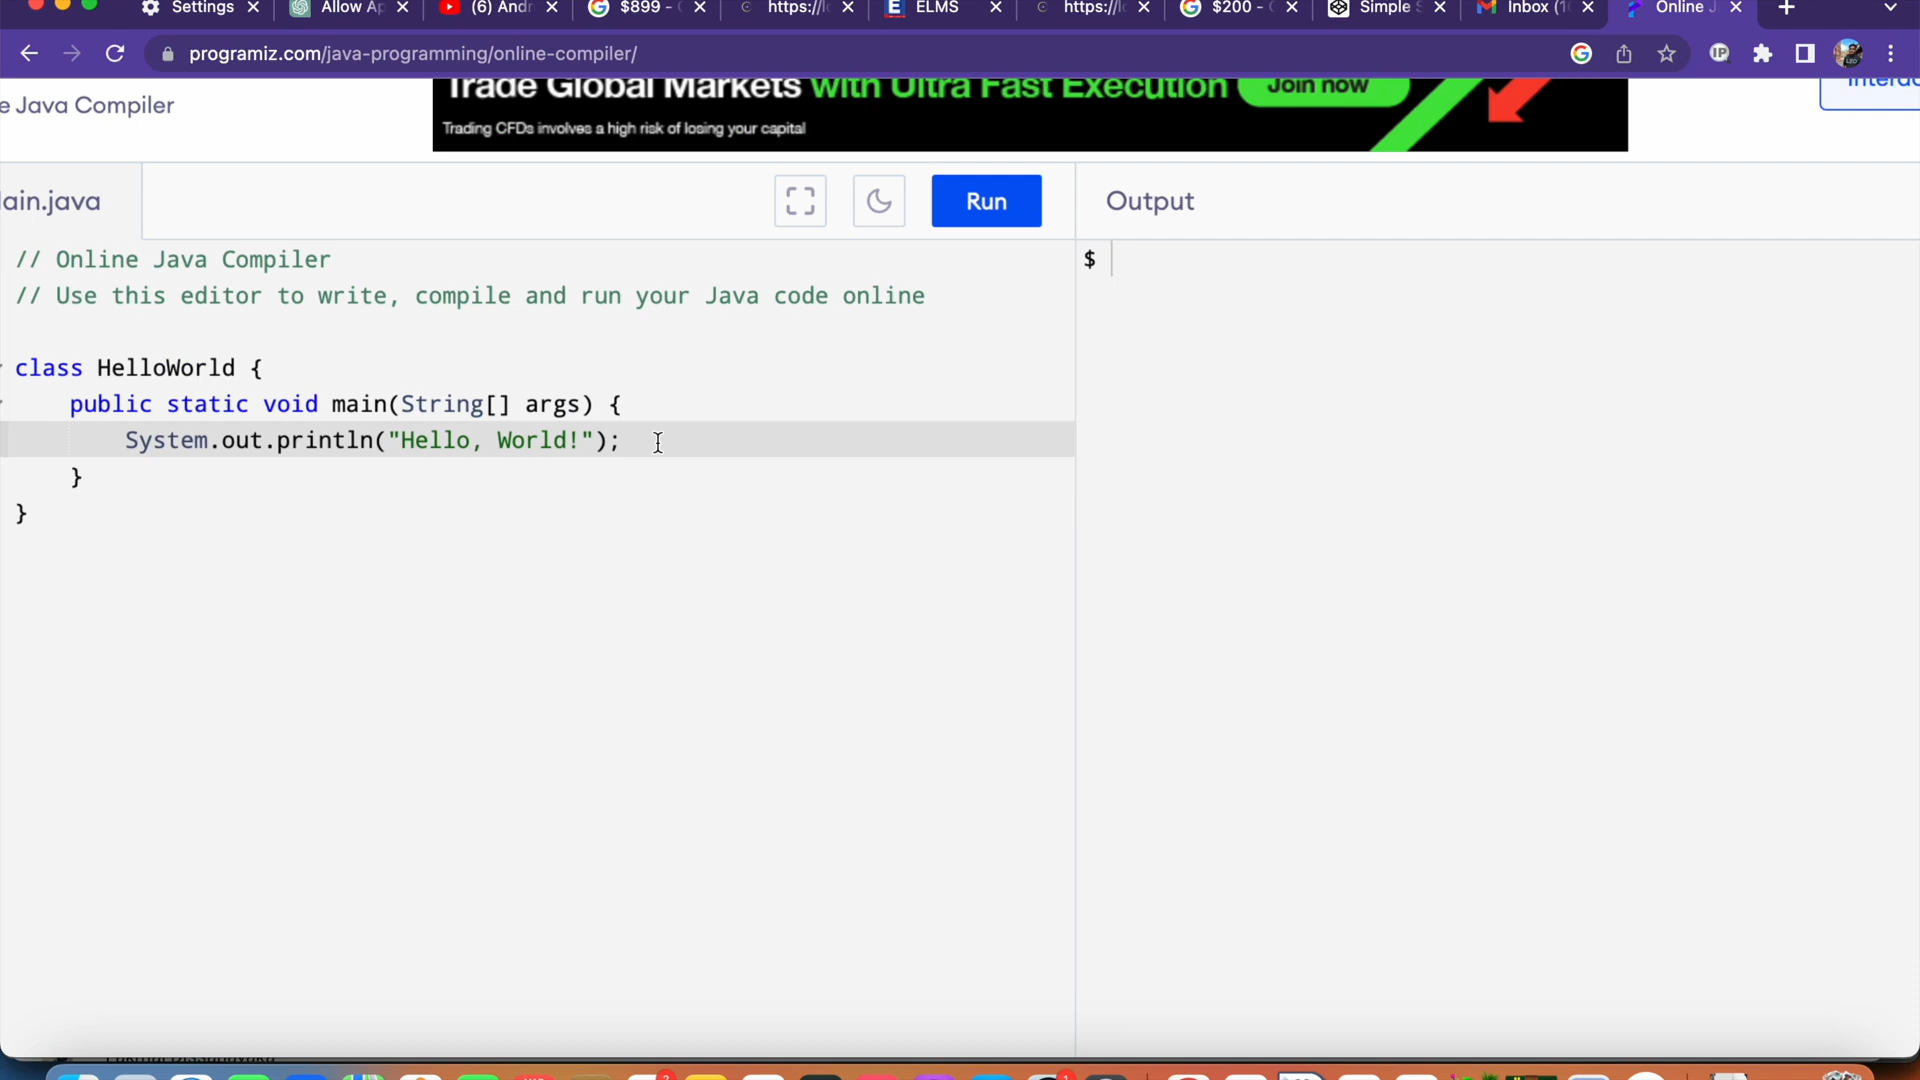 Settings
Allow Ap
(6) Andr
$899 -
https://l
ELMS
https://l
$200 -
Simple S
Inbox (1
Online J
programiz.com/java-programming/online-compiler/
Trade Global Markets with Ultra Fast Execution
Join now
Trading CFDs involves a high risk of losing your capital
e Java Compiler
Interac
ain.java
Run
Output
// Online Java Compiler
// Use this editor to write, compile and run your Java code online
class HelloWorld {
public static void main(String[] args) {
System.out.println("Hello, World!");
}
}
$